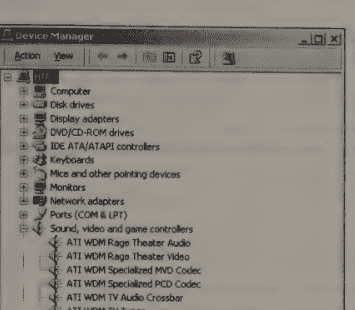 Device Manager
Action View
Computer
Disk drives
Display adapters
DVD/CD-ROM drives
IDE ATA/ATAPI controllers
Keyboards
Mice and other pointing devices
Monitors
Network adapters
Ports (COM & LPT)
Sound, video and game controllers
ATI WDM Rage Theater Audio
ATI WDM Rage Theater Video
ATI WDM Specialized MVD Codec
ATI WDM Specialized PCD Codec
ATI WDM TV Audio Crossbar